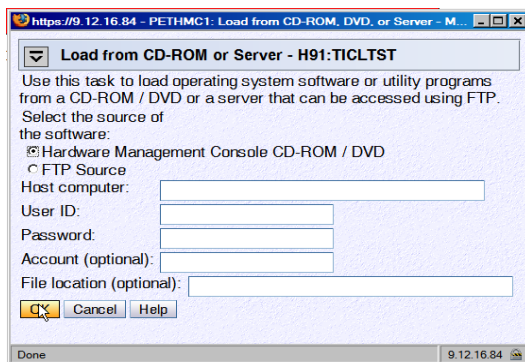 https://9.12.16.84 - PETHMC1: Load from CD-ROM, DVD, or Server - M...
Load from CD-ROM or Server - H91:TICLTST
Use this task to load operating system software or utility programs
from a CD-ROM / DVD or a server that can be accessed using FTP.
Select the source of
the software:
Hardware Management Console CD-ROM / DVD
FTP Source
Host computer:
User ID:
Password:
Account (optional):
File location (optional):
OK Cancel Help
Done 9.12.16.84